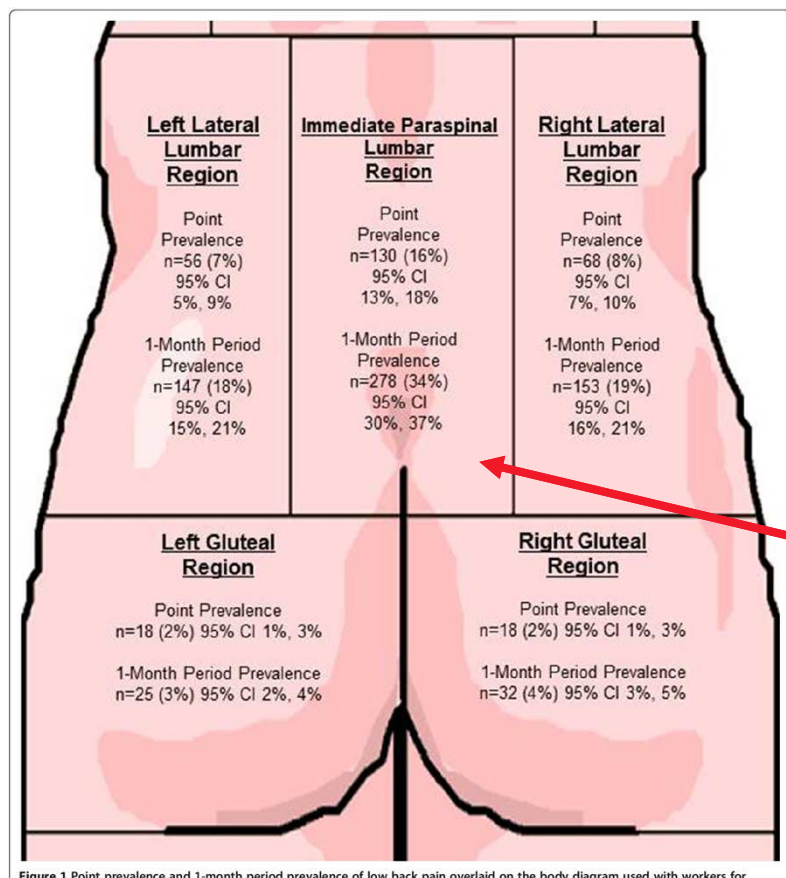 Left Lateral
Lumbar
Region
Point
Prevalence
n=56 (7%)
95% CI
5%, 9%
1-Month Period
Prevalence
n=147 (18%)
95% CI
15%, 21%
Immediate Paraspinal
Lumbar
Region
Point
Prevalence
n=130 (16%)
95% CI
13%, 18%
1-Month Period
Prevalence
n=278 (34%)
95% CI
30%, 37%
Right Lateral
Lumbar
Region
Point
Prevalence
n=68 (8%)
95% CI
7%, 10%
1-Month Period
Prevalence
n=153 (19%)
95% CI
16%, 21%
Left Gluteal
Region
Point Prevalence
n=18 (2%) 95% CI 1%, 3%
1-Month Period Prevalence
n=25 (3%) 95% CI 2%, 4%
Right Gluteal
Region
Point Prevalence
n=18 (2%) 95% CI 1%, 3%
1-Month Period Prevalence
n=32 (4%) 95% CI 3%, 5%
Figure 1 Point prevalence and 1-month period prevalence of low back pain overlaid on the body diagram used with workers for